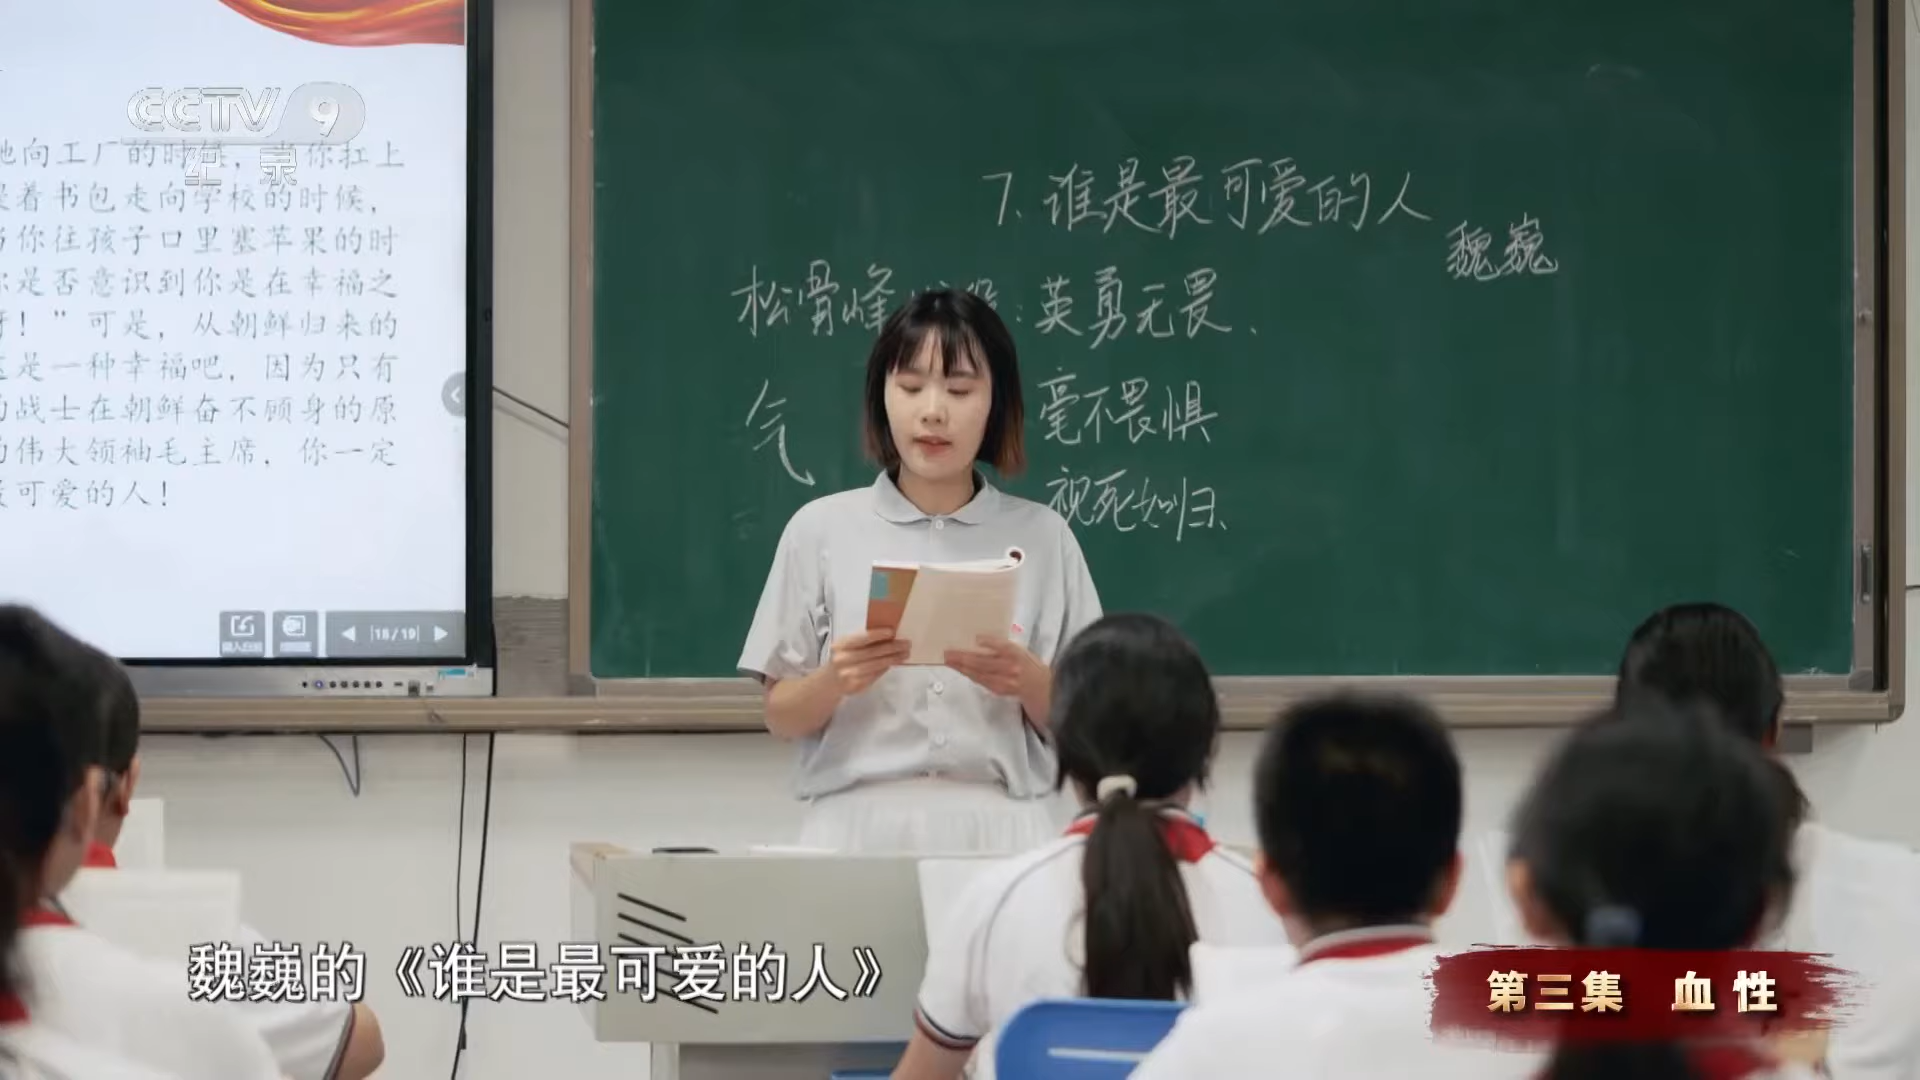 CCTV 9
纪录
她向工厂的时候，当你扛上
提着书包走向学校的时候，
当你往孩子口里塞苹果的时
你是否意识到你是在幸福之
呀！”可是，从朝鲜归来的
这是一种幸福吧，因为只有
的战士在朝鲜奋不顾身的原
的伟大领袖毛主席，你一定
最可爱的人！
18/19
7.谁是最可爱的人
魏巍
松骨峰
：英勇无畏、
气
毫不畏惧
视死如归、
魏巍的《谁是最可爱的人》
第三集 血性